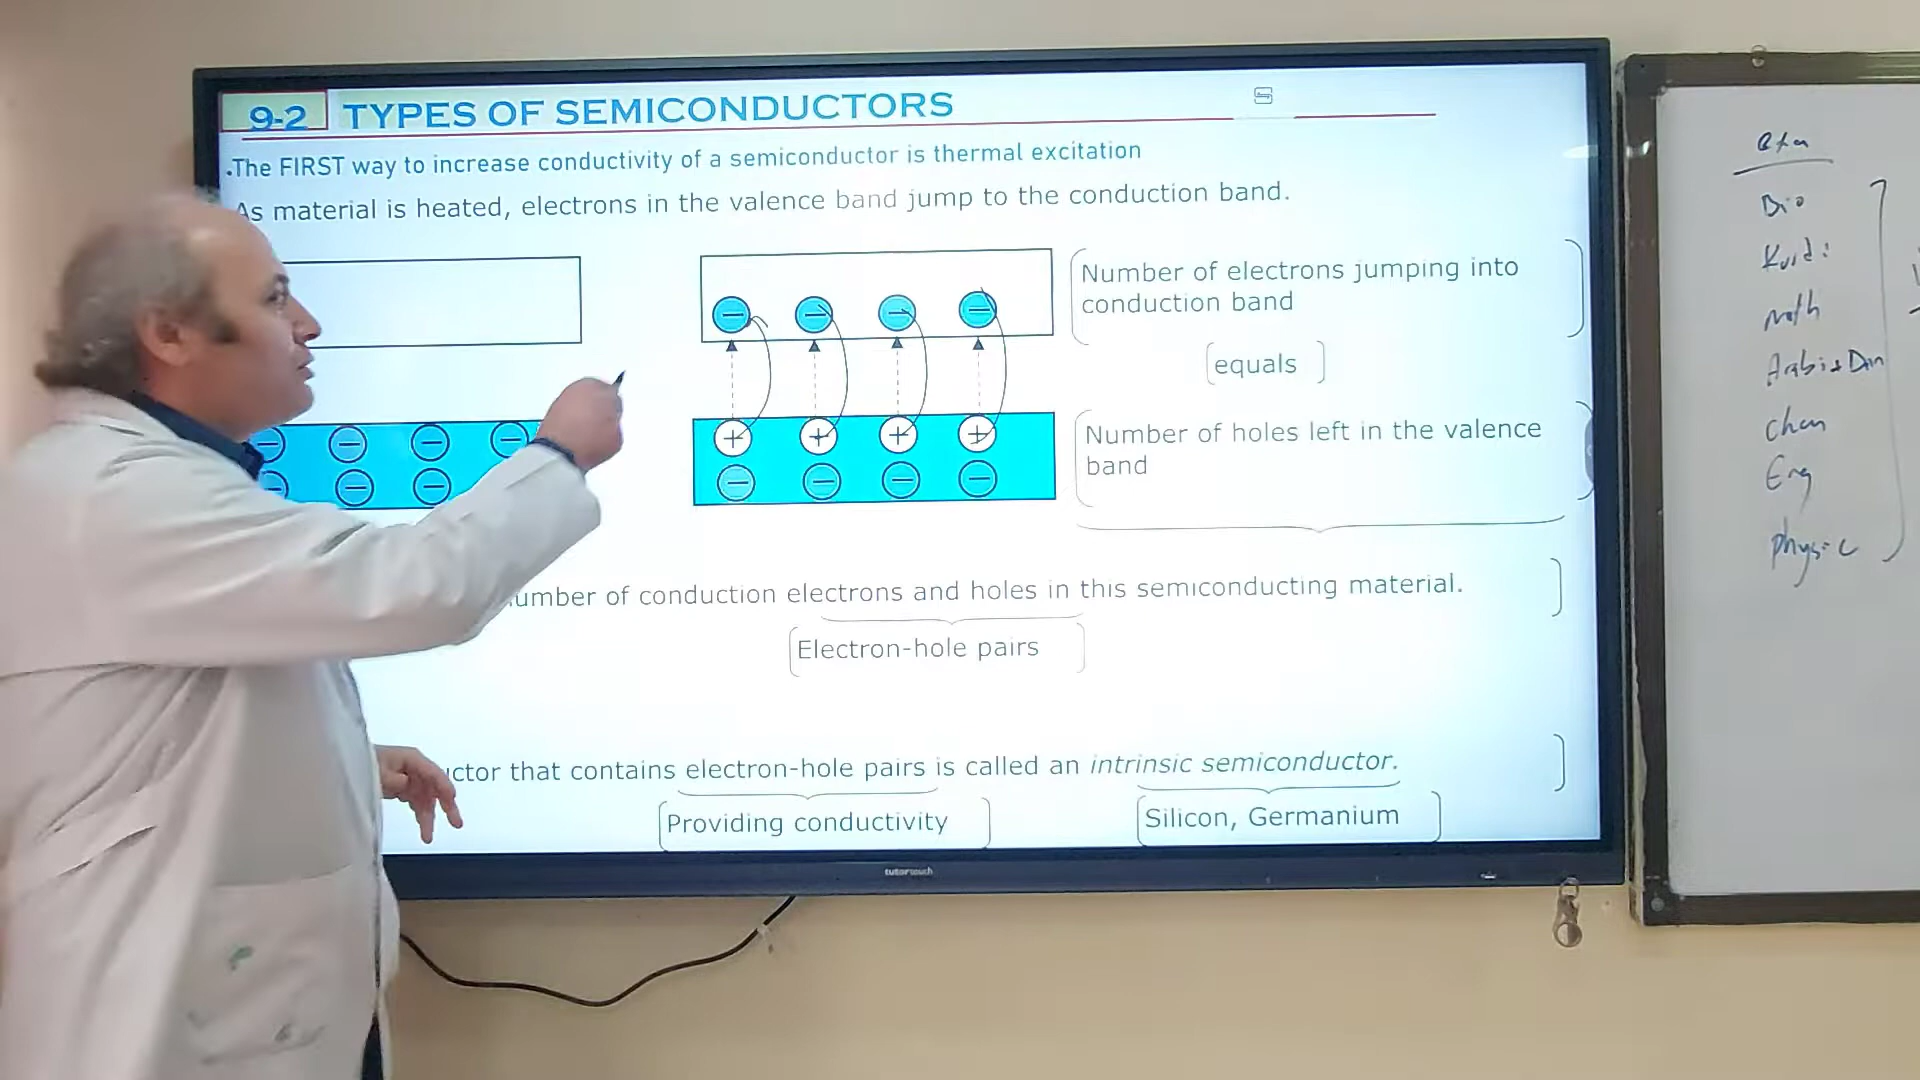 9-2 TYPES OF SEMICONDUCTORS
.The FIRST way to increase conductivity of a semiconductor is thermal excitation
As material is heated, electrons in the valence band jump to the conduction band.
Number of electrons jumping into
conduction band
equals
Number of holes left in the valence
band
number of conduction electrons and holes in this semiconducting material.
Electron-hole pairs
that contains electron-hole pairs is called an intrinsic semiconductor.
Providing conductivity
Silicon, Germanium
tutortouch
Bio
Kurdi
Math
Chem
Eng
physic